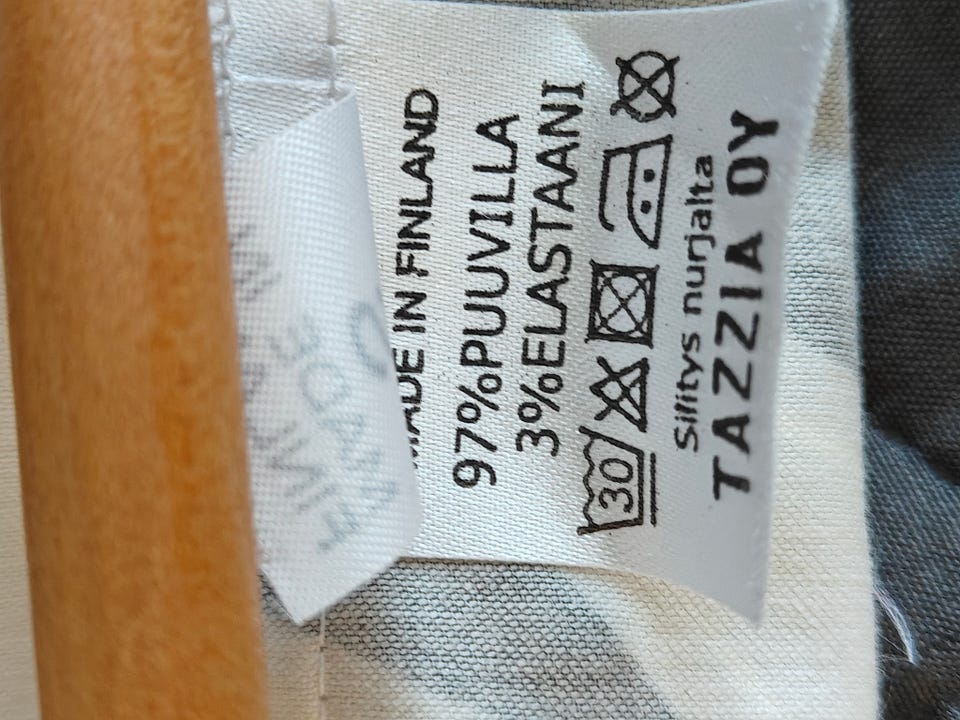 MADE IN FINLAND
97%PUUVILLA
3%ELASTAANI
30
Silitys nurjalta
TAZZIA OY